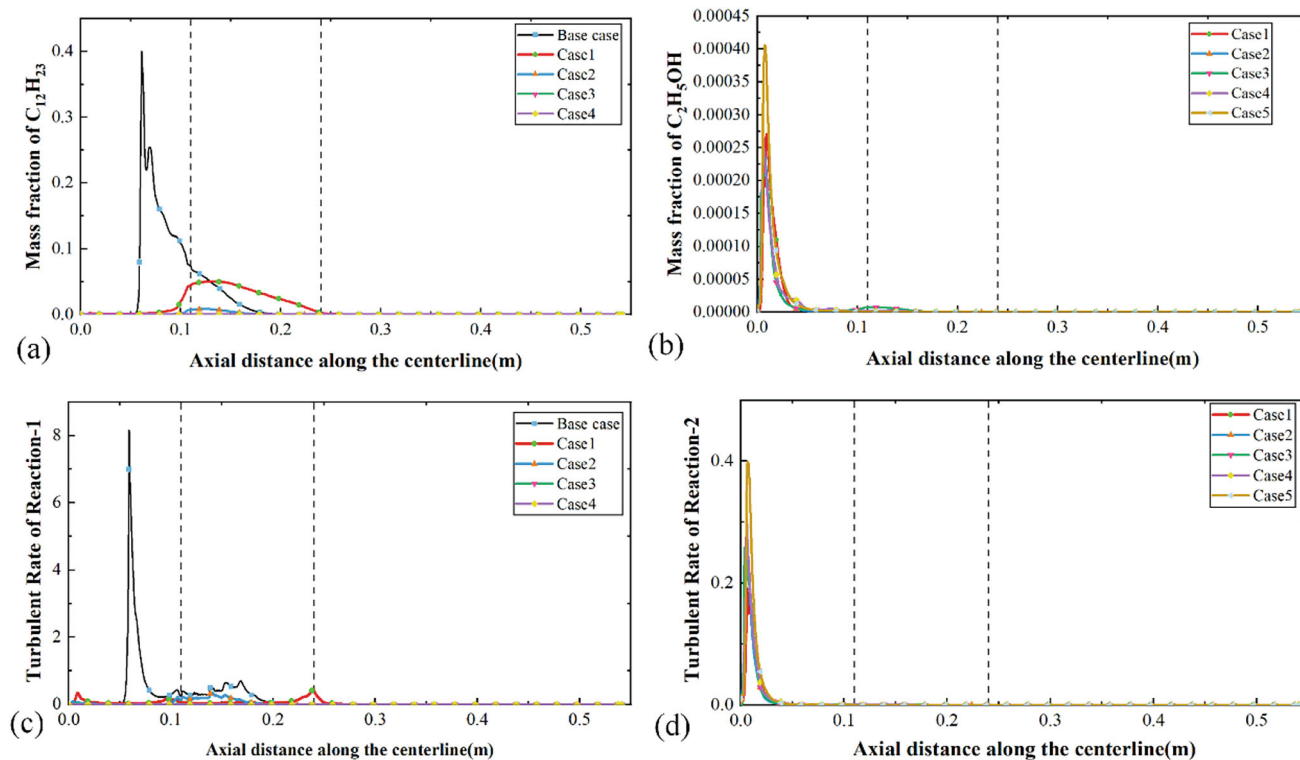 Mass fraction of C12H23
0.4
0.3
0.2
0.1
0.0
Base case
Case1
Case2
Case3
Case4
0.0 0.1 0.2 0.3 0.4 0.5
(a)
Axial distance along the centerline(m)
Mass fraction of C2H5OH
0.00045
0.00040
0.00035
0.00030
0.00025
0.00020
0.00015
0.00010
0.00005
0.00000
Case1
Case2
Case3
Case4
Case5
0.0 0.1 0.2 0.3 0.4 0.5
(b)
Axial distance along the centerline(m)
Turbulent Rate of Reaction-1
8
6
4
2
0
Base case
Case1
Case2
Case3
Case4
0.0 0.1 0.2 0.3 0.4 0.5
(c)
Axial distance along the centerline(m)
Turbulent Rate of Reaction-2
0.4
0.2
0.0
Case1
Case2
Case3
Case4
Case5
0.0 0.1 0.2 0.3 0.4 0.5
(d)
Axial distance along the centerline(m)